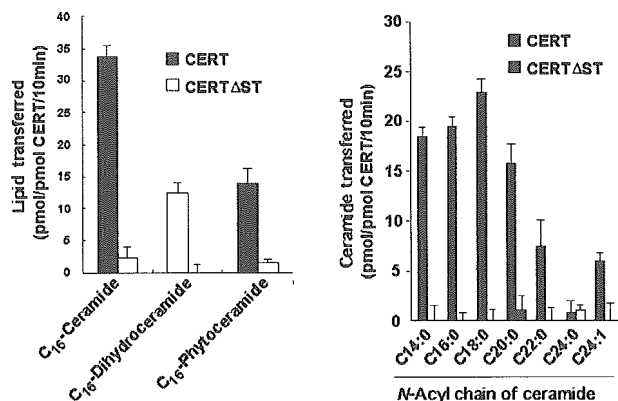 Lipid transferred
(pmol/pmol CERT/10min)
40
35
30
25
20
15
10
5
0
CERT
CERTΔST
C16-Ceramide
C16-Dihydroceramide
C16-Phytoceramide
Ceramide transferred
(pmol/pmol CERT/10min)
30
25
20
15
10
5
0
CERT
CERTΔST
C14:0
C16:0
C18:0
C20:0
C22:0
C24:0
C24:1
N-Acyl chain of ceramide